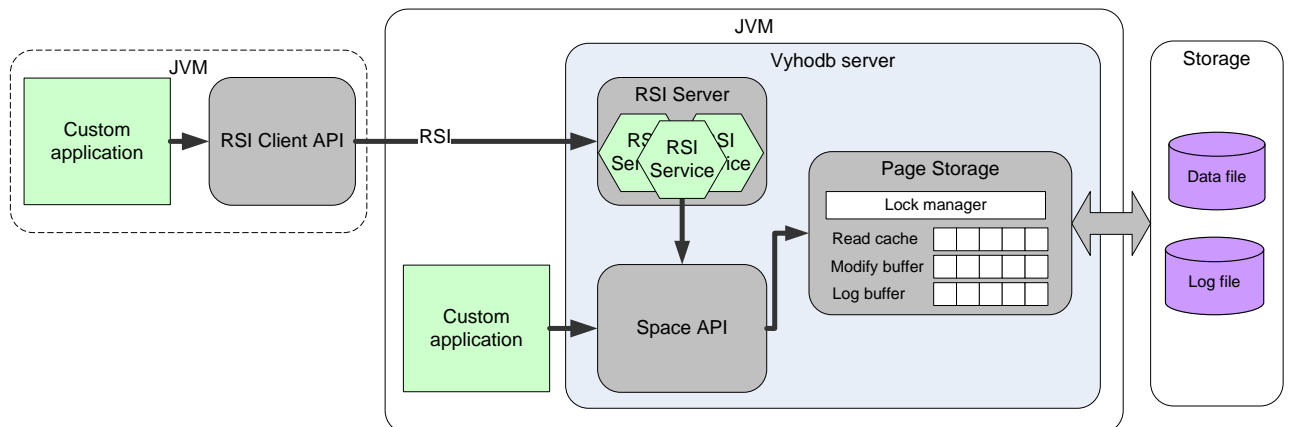 JVM
Custom
application
RSI Client API
RSI
JVM
Vyhodb server
RSI Server
RSI
Service
Custom
application
Space API
Page Storage
Lock manager
Read cache
Modify buffer
Log buffer
Storage
Data file
Log file